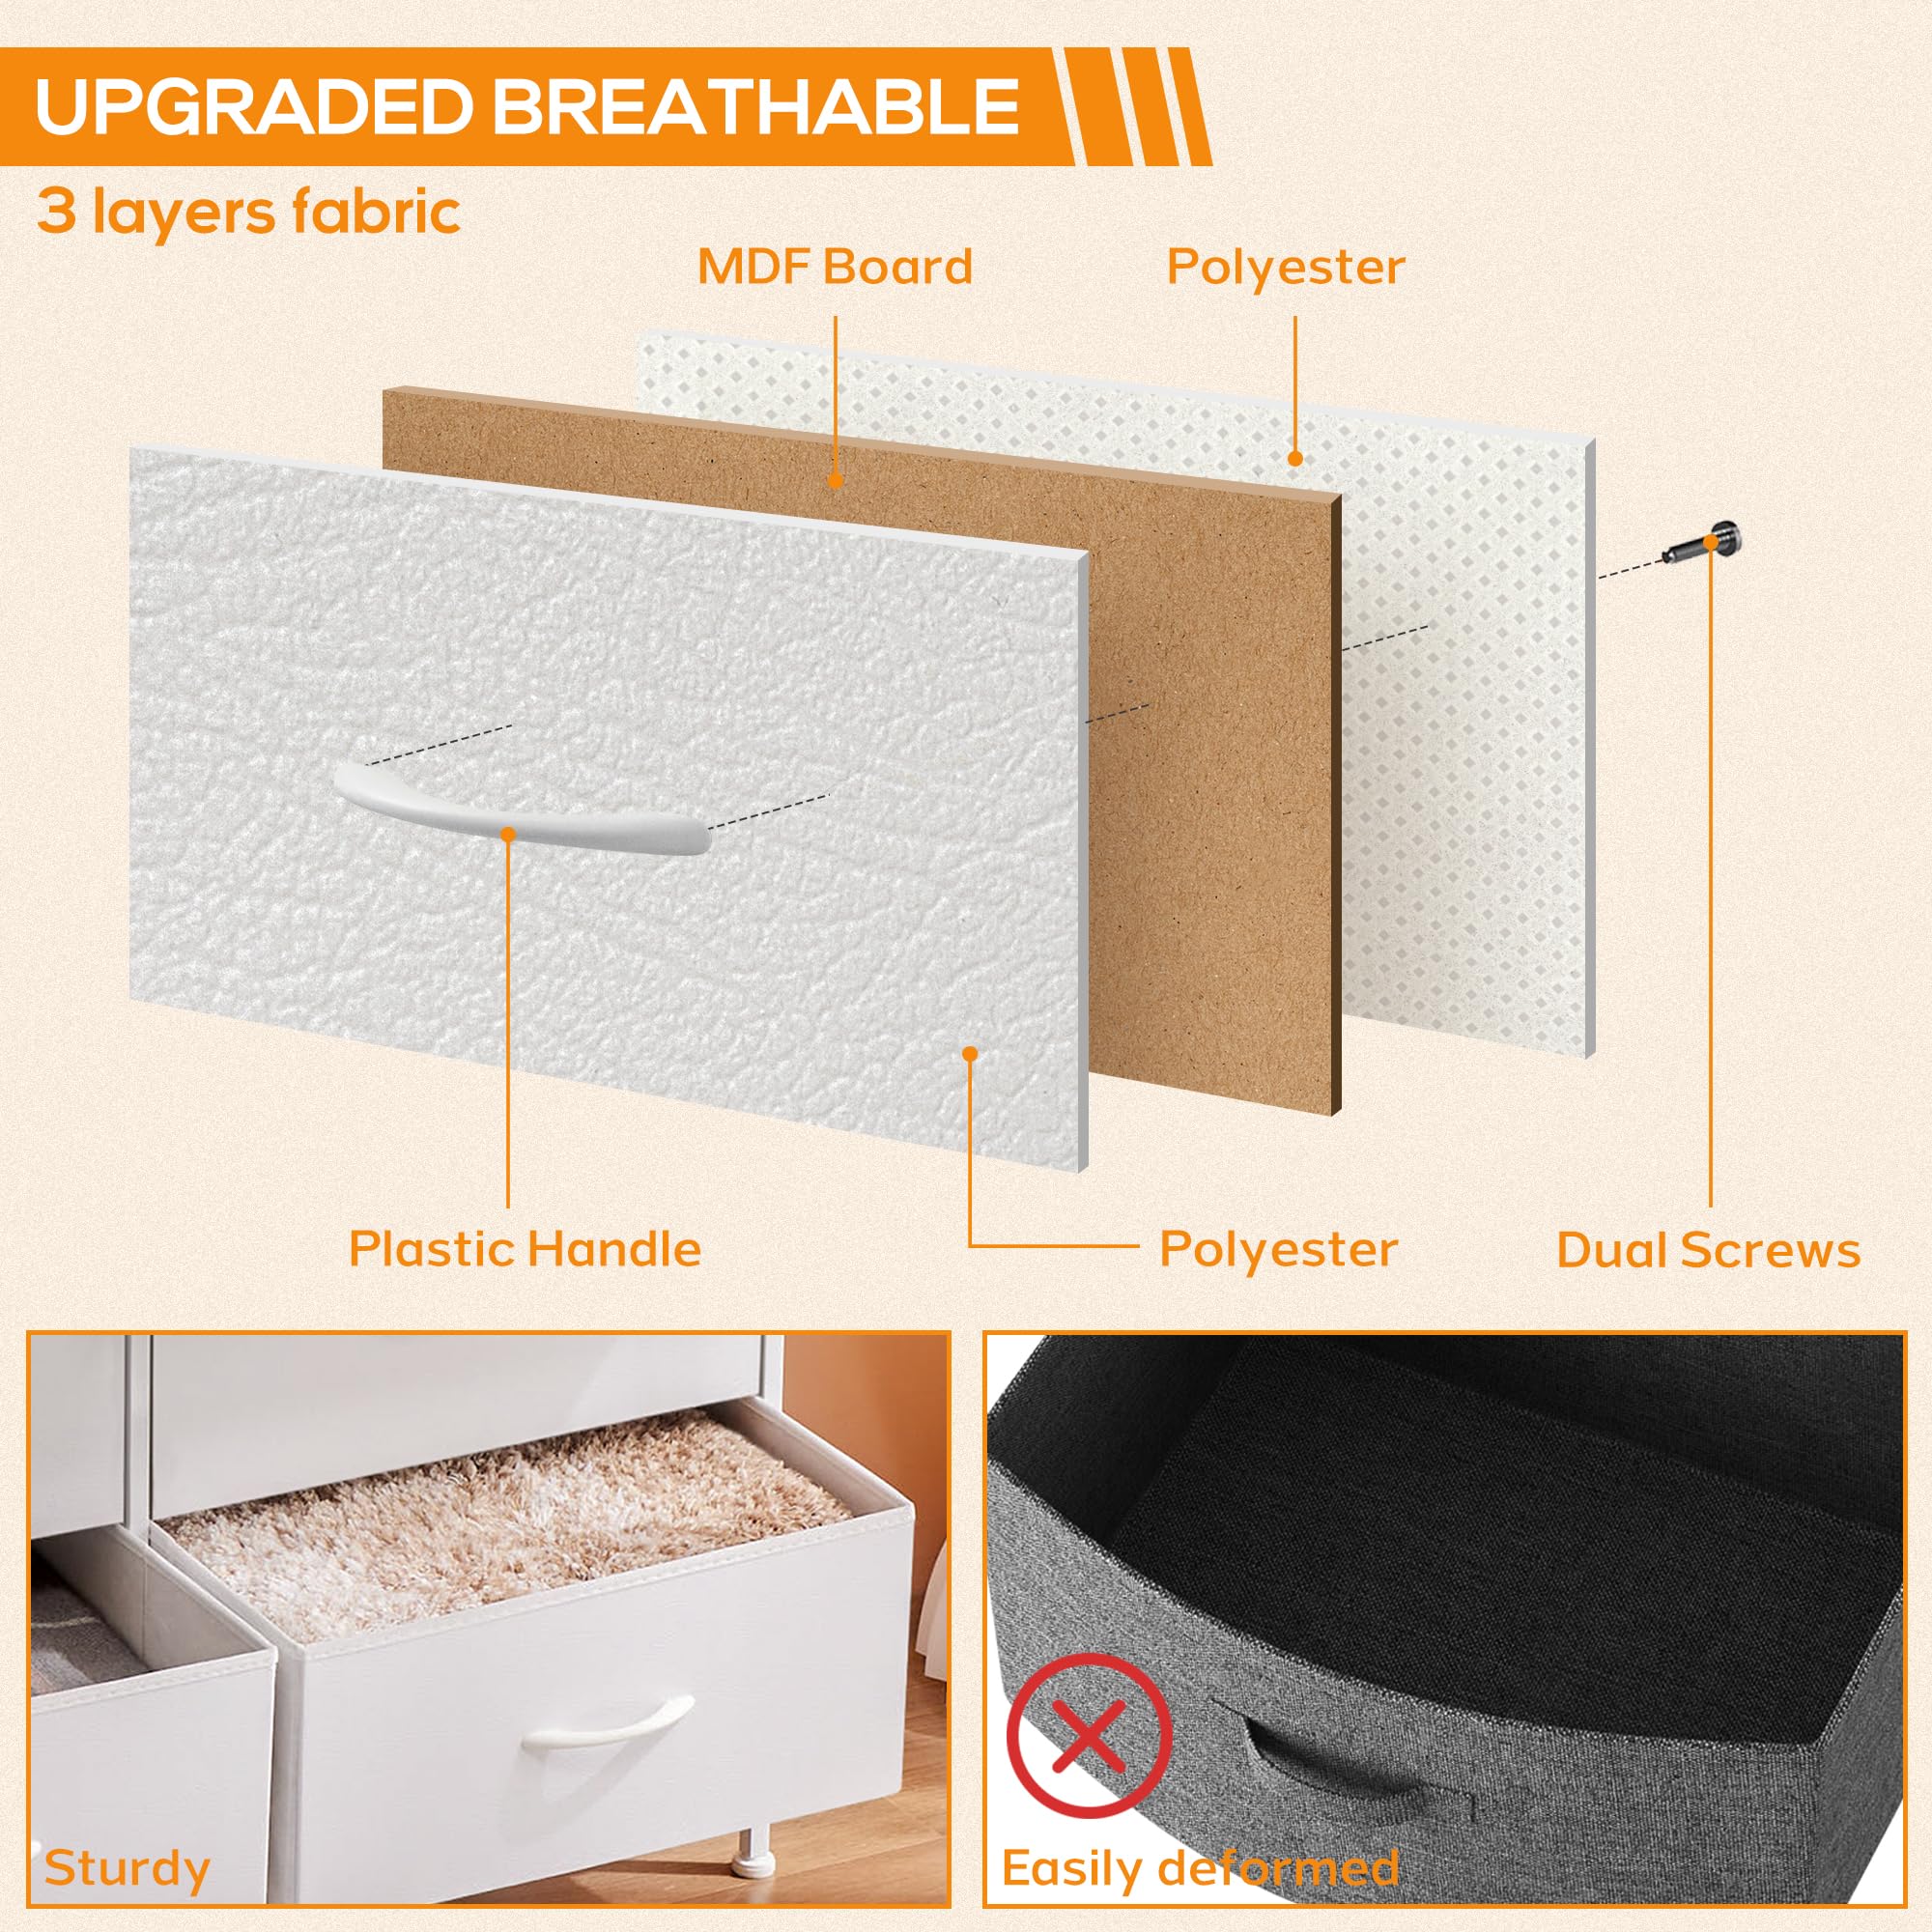 UPGRADED BREATHABLE
3 layers fabric
MDF Board
Polyester
Plastic Handle
Polyester
Dual Screws
Sturdy
Easily deformed